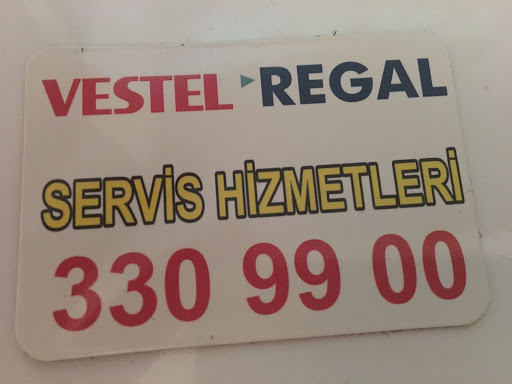 VESTEL REGAL
SERVİS HİZMETLERİ
330 99 00